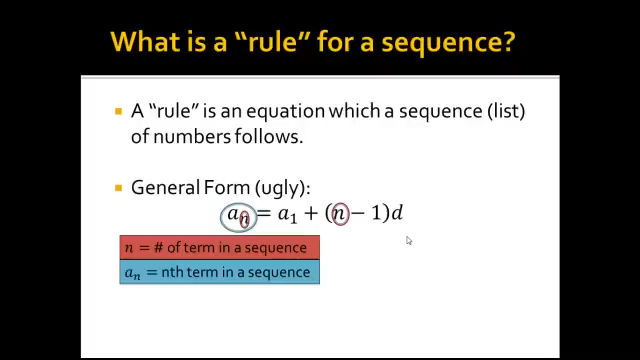 What is a “rule” for a sequence?
A “rule” is an equation which a sequence (list)
of numbers follows.
General Form (ugly):
aₙ = a₁ + (n − 1)d
n = # of term in a sequence
aₙ = nth term in a sequence